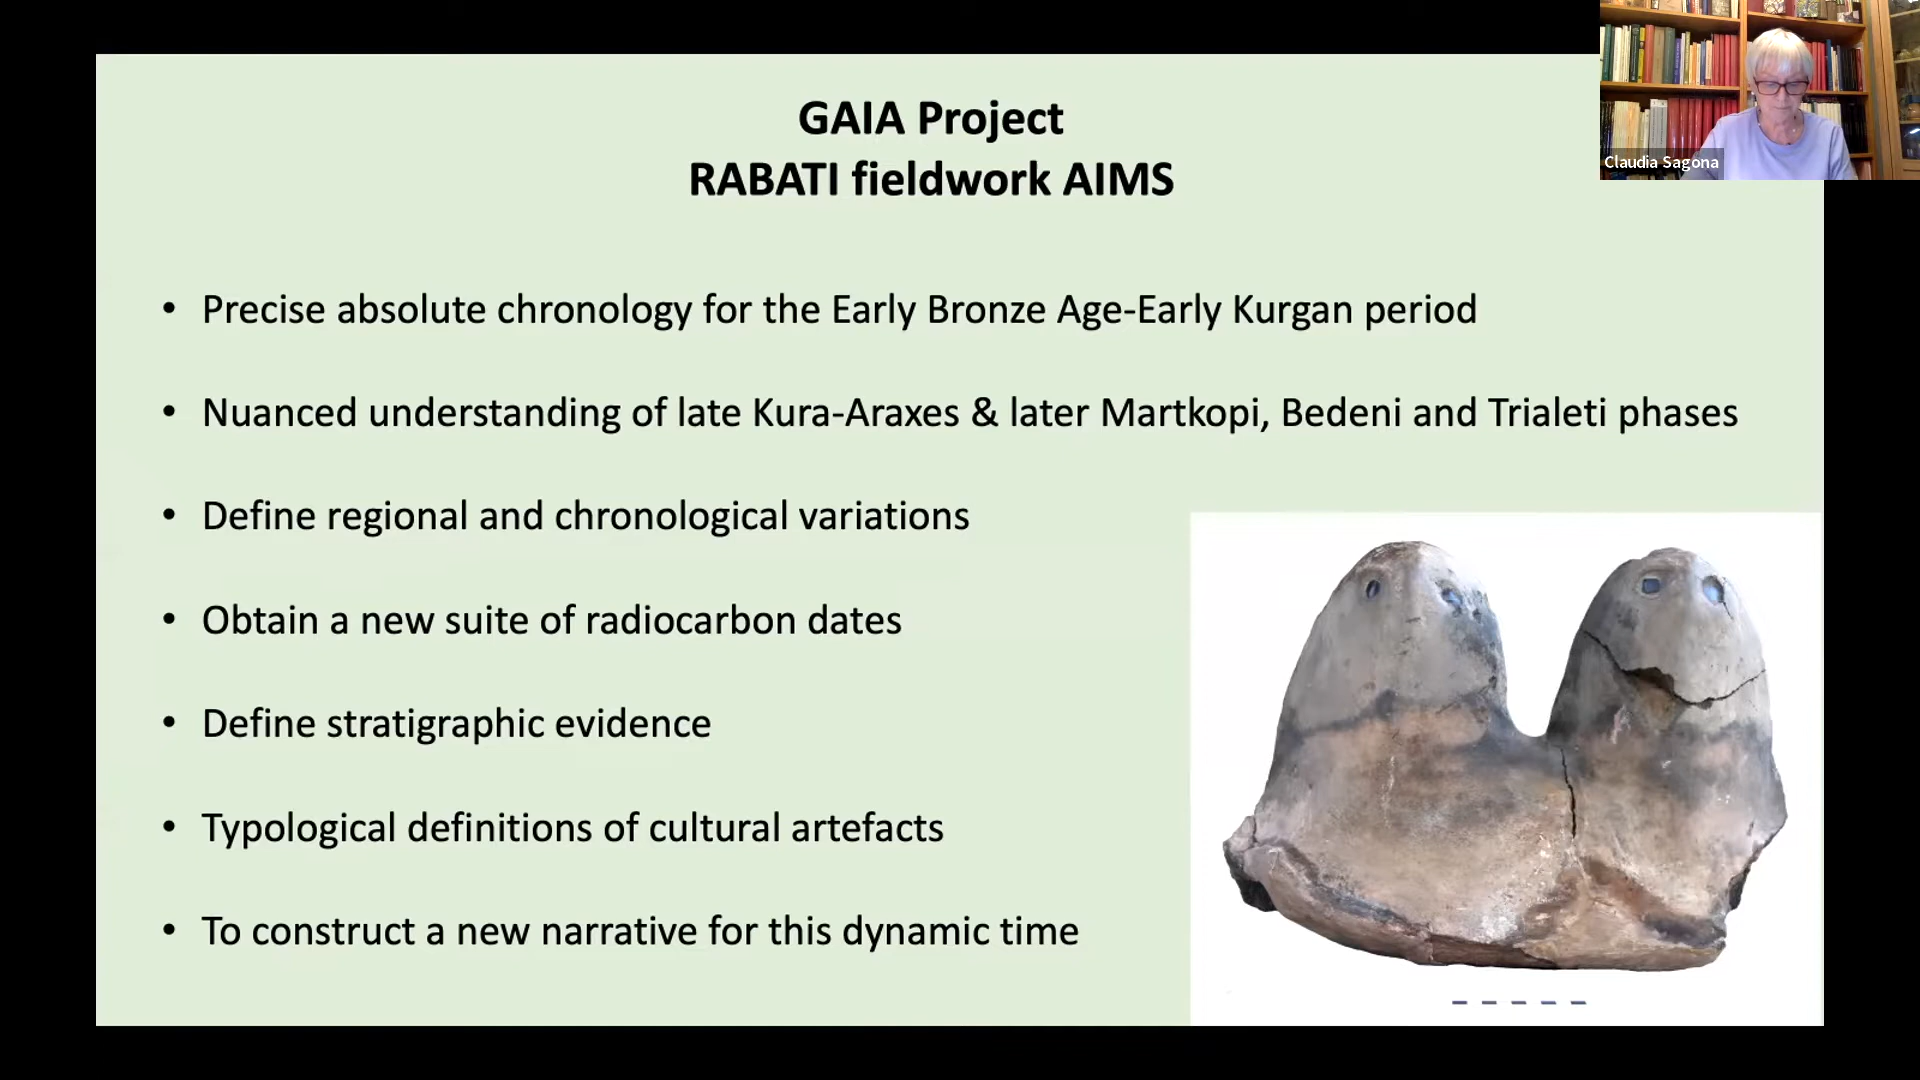 GAIA Project
RABATI fieldwork AIMS
Claudia Sagona
• Precise absolute chronology for the Early Bronze Age-Early Kurgan period
• Nuanced understanding of late Kura-Araxes & later Martkopi, Bedeni and Trialeti phases
• Define regional and chronological variations
• Obtain a new suite of radiocarbon dates
• Define stratigraphic evidence
• Typological definitions of cultural artefacts
• To construct a new narrative for this dynamic time